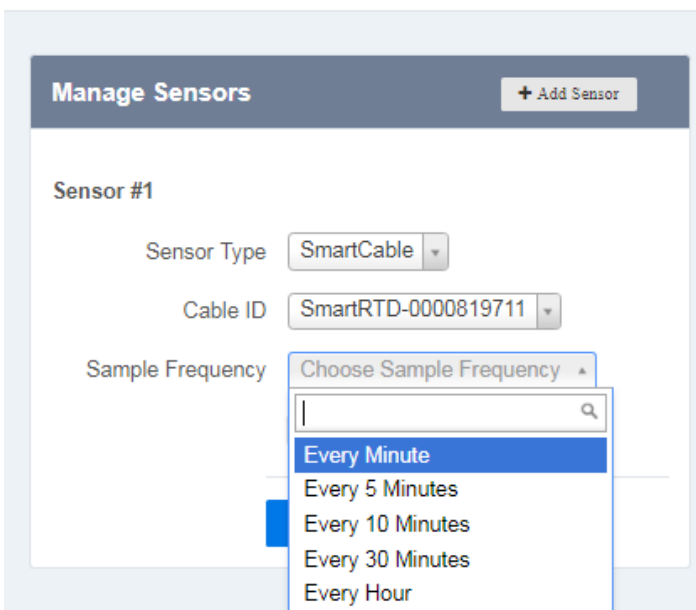 Manage Sensors
+ Add Sensor
Sensor #1
Sensor Type SmartCable
Cable ID SmartRTD-0000819711
Sample Frequency Choose Sample Frequency
Every Minute
Every 5 Minutes
Every 10 Minutes
Every 30 Minutes
Every Hour